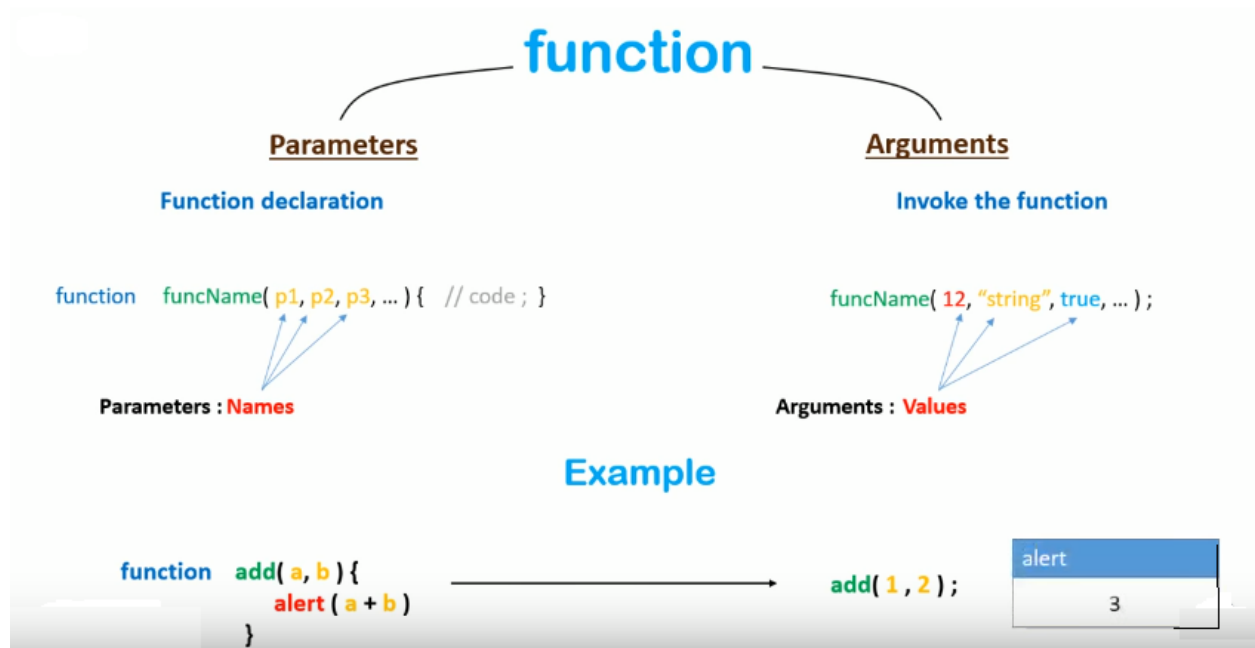 function
Parameters
Arguments
Function declaration
Invoke the function
function funcName( p1, p2, p3, ... ) { // code ; }
funcName( 12, “string”, true, ... ) ;
Parameters : Names
Arguments : Values
Example
function add( a, b ) {
alert ( a + b )
}
add( 1 , 2 ) ;
alert
3